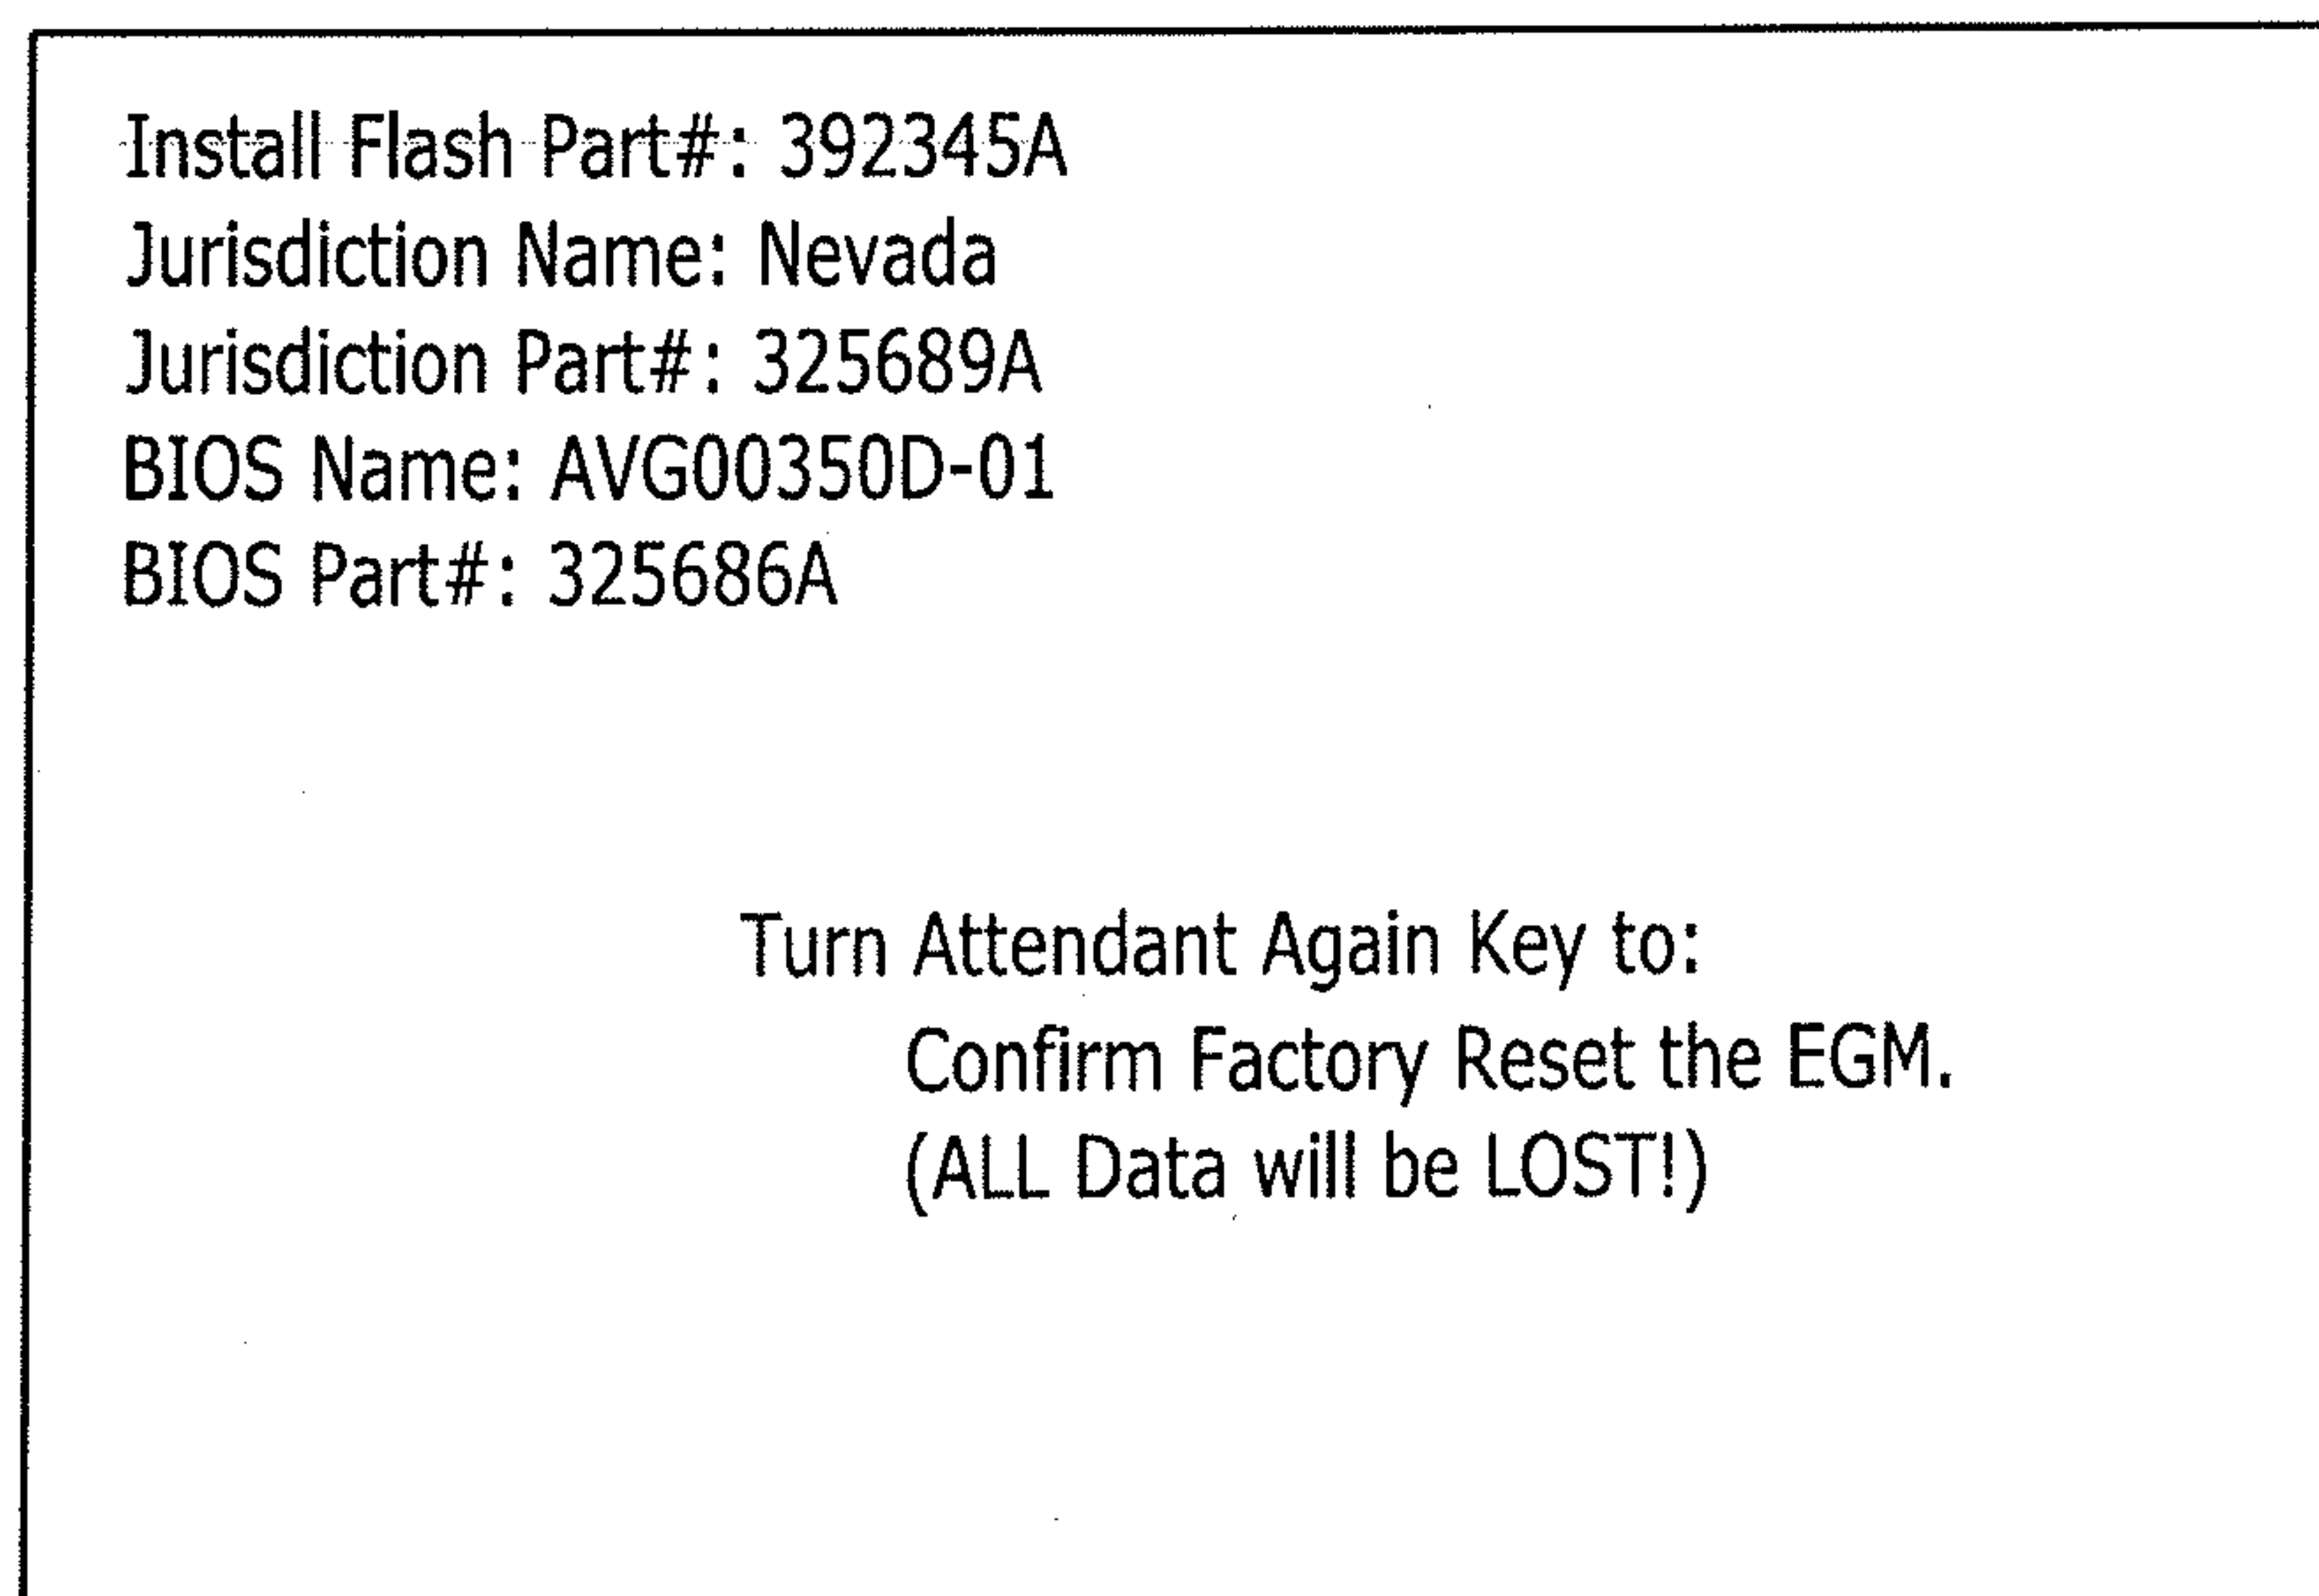 Install Flash Part#: 392345A
Jurisdiction Name: Nevada
Jurisdiction Part#: 325689A
BIOS Name: AVG00350D-01
BIOS Part#: 325686A
Turn Attendant Again Key to:
Confirm Factory Reset the EGM.
(ALL Data will be LOST!)